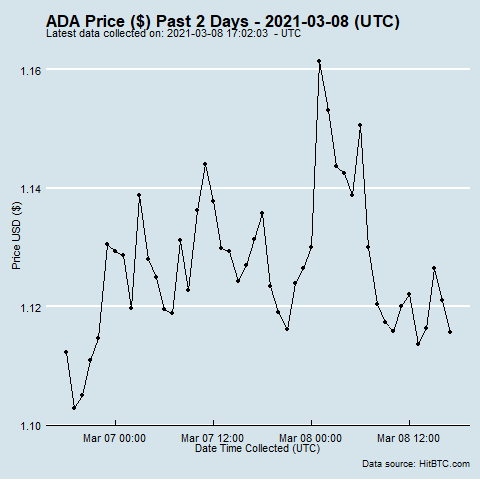 ADA Price ($) Past 2 Days - 2021-03-08 (UTC)
Latest data collected on: 2021-03-08 17:02:03  - UTC
1.16
1.14
1.12
1.10
Price USD ($)
Mar 07 00:00
Mar 07 12:00
Mar 08 00:00
Mar 08 12:00
Date Time Collected (UTC)
Data source: HitBTC.com